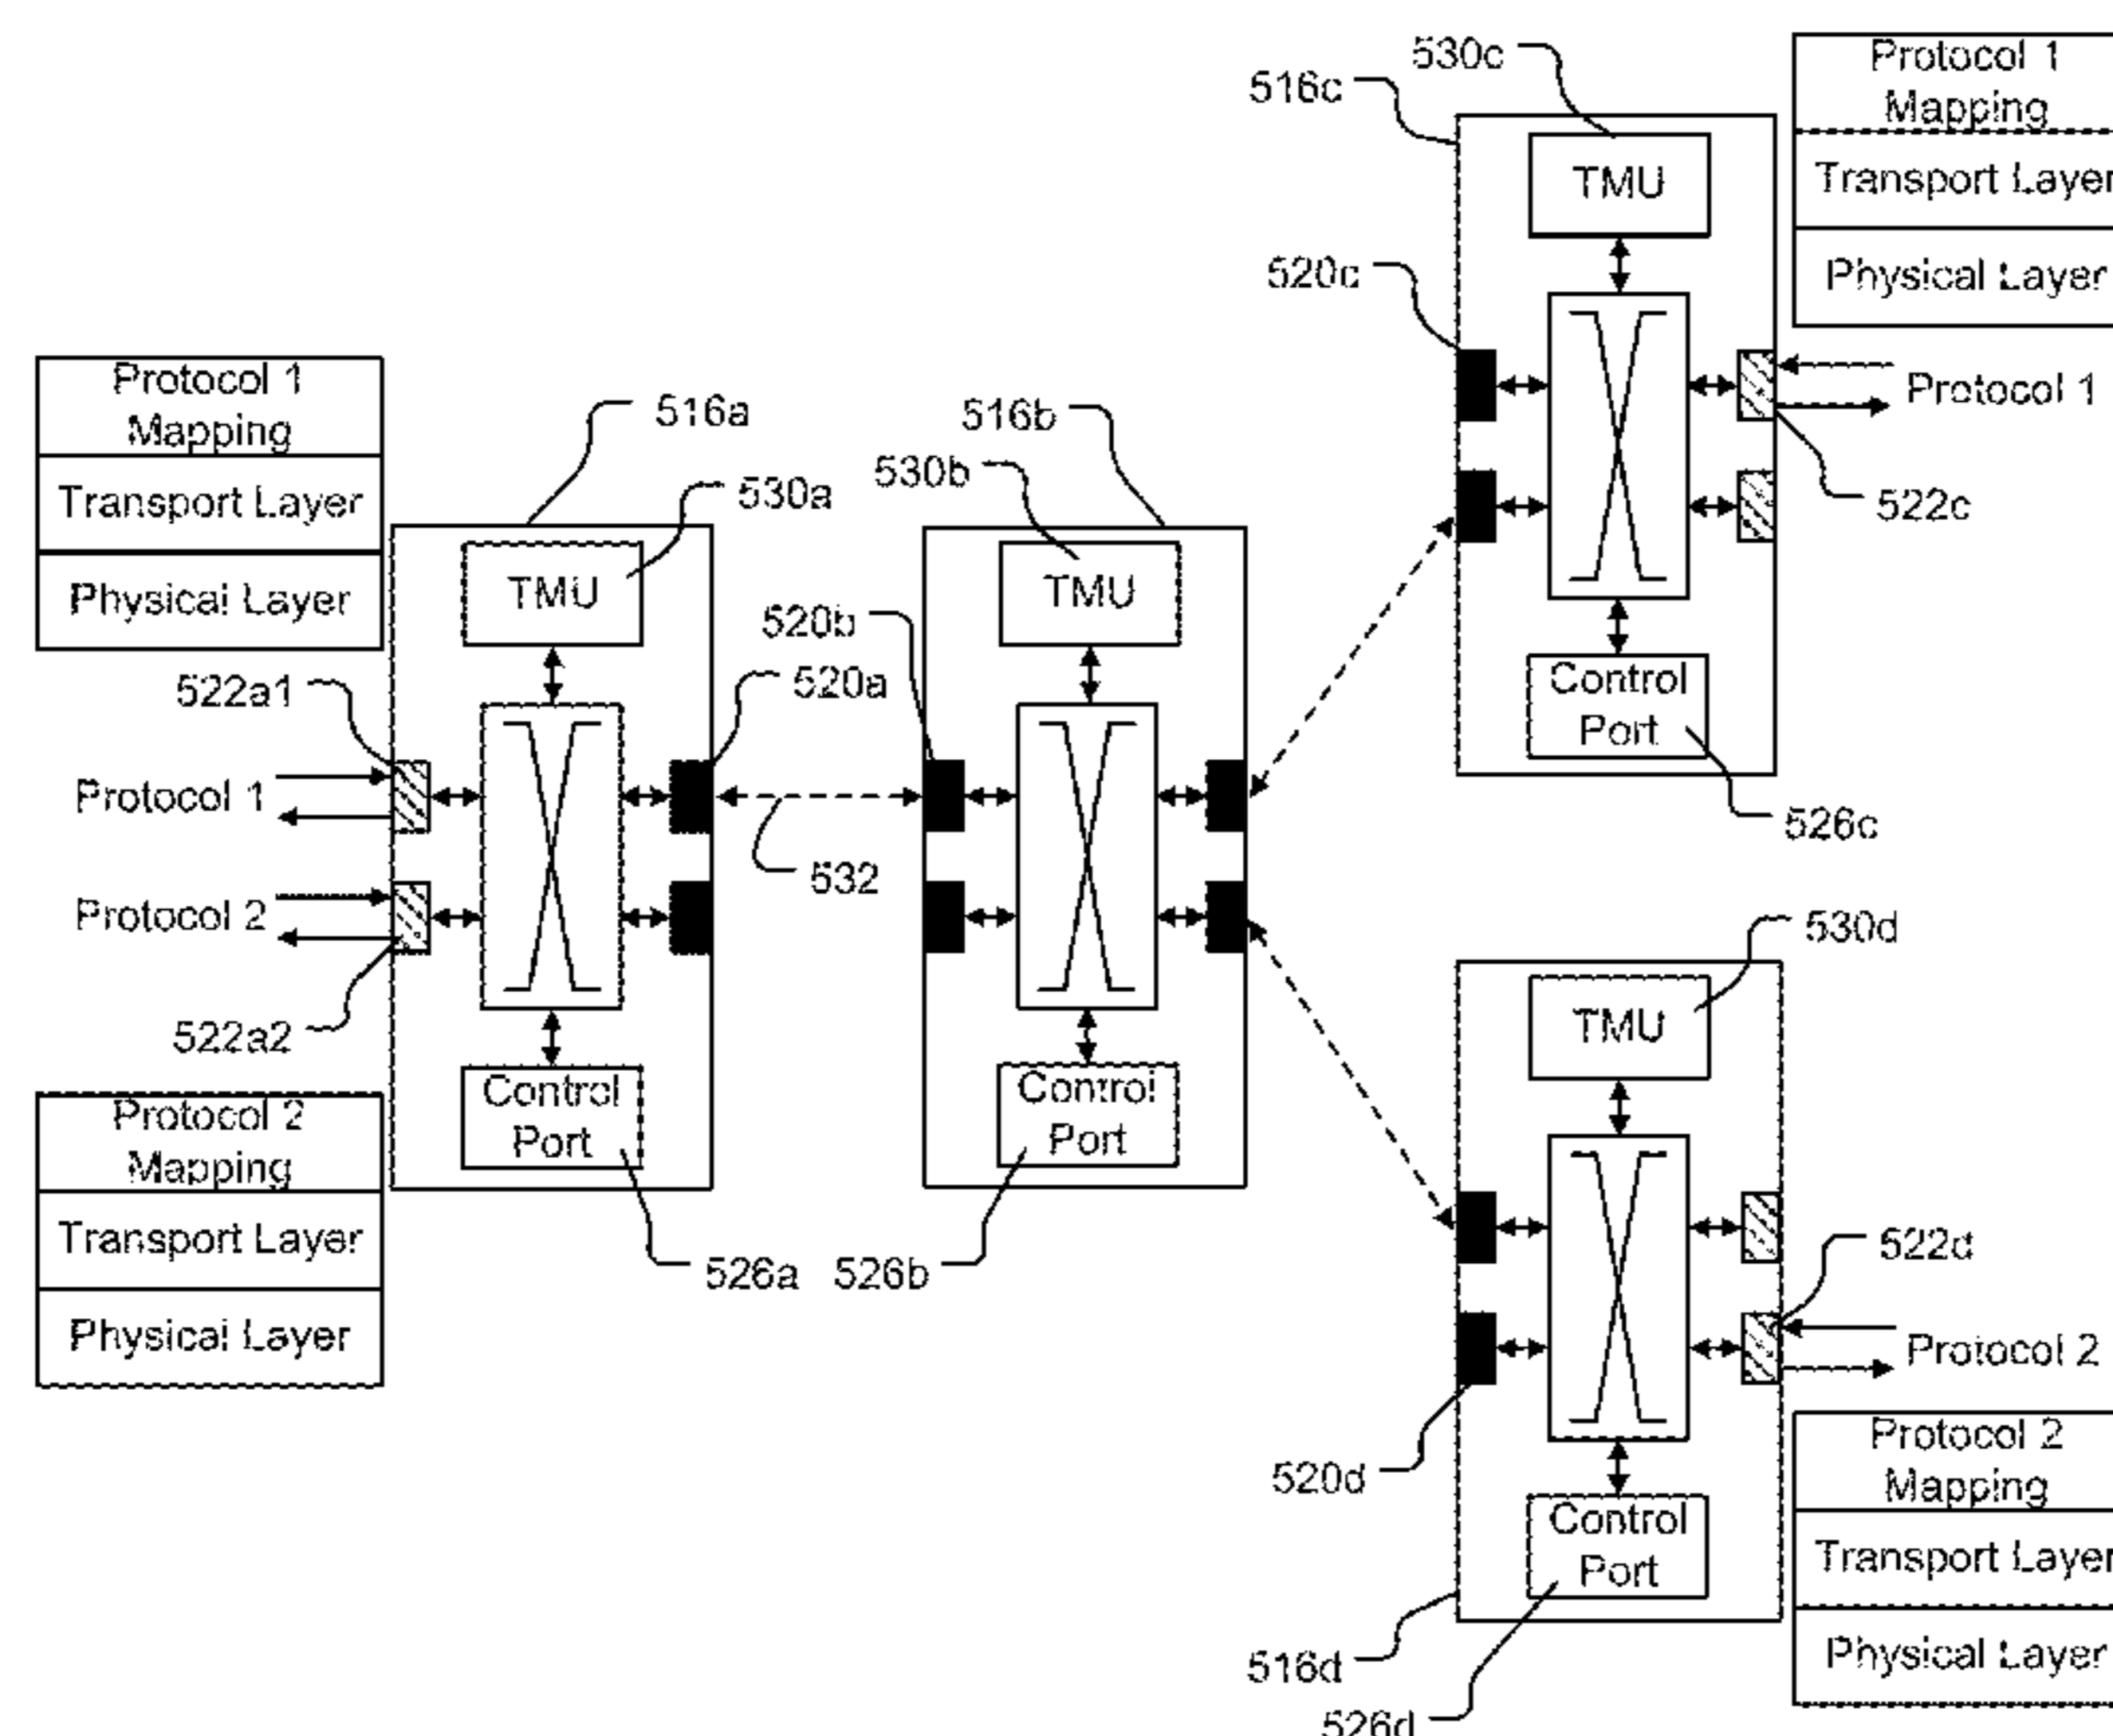 530c
516c
Protocol 1
Mapping
Transport Layer
Physical Layer
TMU
520c
Protocol 1
522c
Control
Port
526c
Protocol 1
Mapping
Transport Layer
Physical Layer
516a
530a
TMU
522a1
520a
Protocol 1
532
Protocol 2
522a2
Control
Port
526a
Protocol 2
Mapping
Transport Layer
Physical Layer
516b
530b
TMU
520b
Control
Port
526b
530d
TMU
522d
Protocol 2
520d
Control
Port
516d
526d
Protocol 2
Mapping
Transport Layer
Physical Layer